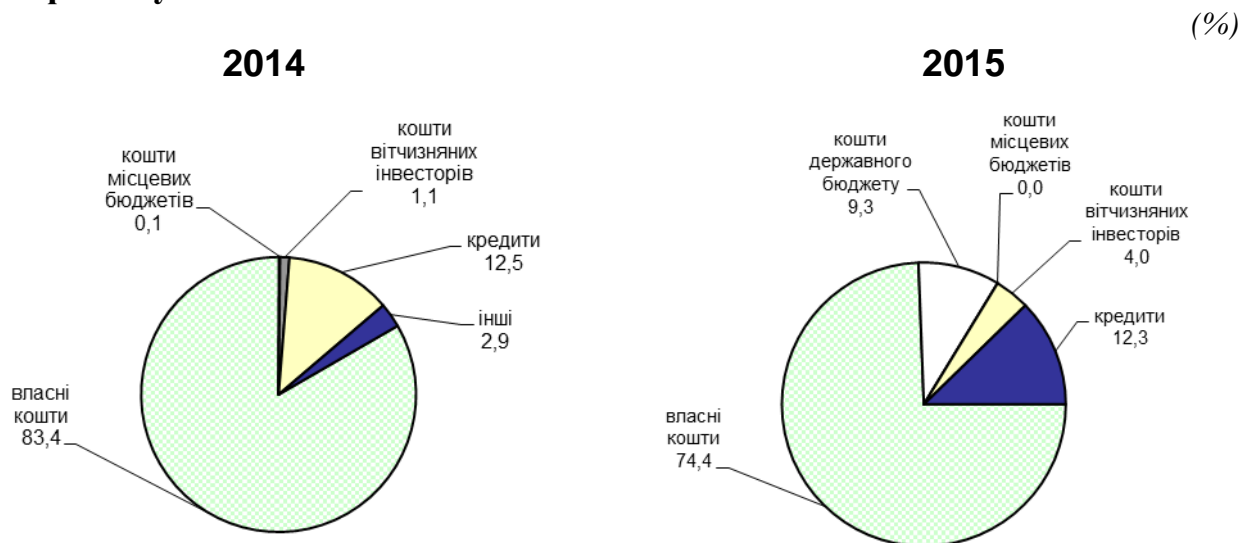 (%)
2014
2015
кошти
місцевих
бюджетів
0,1
кошти
вітчизняних
інвесторів
1,1
кредити
12,5
інші
2,9
власні
кошти
83,4
кошти
державного
бюджету
9,3
кошти
місцевих
бюджетів
0,0
кошти
вітчизняних
інвесторів
4,0
кредити
12,3
власні
кошти
74,4